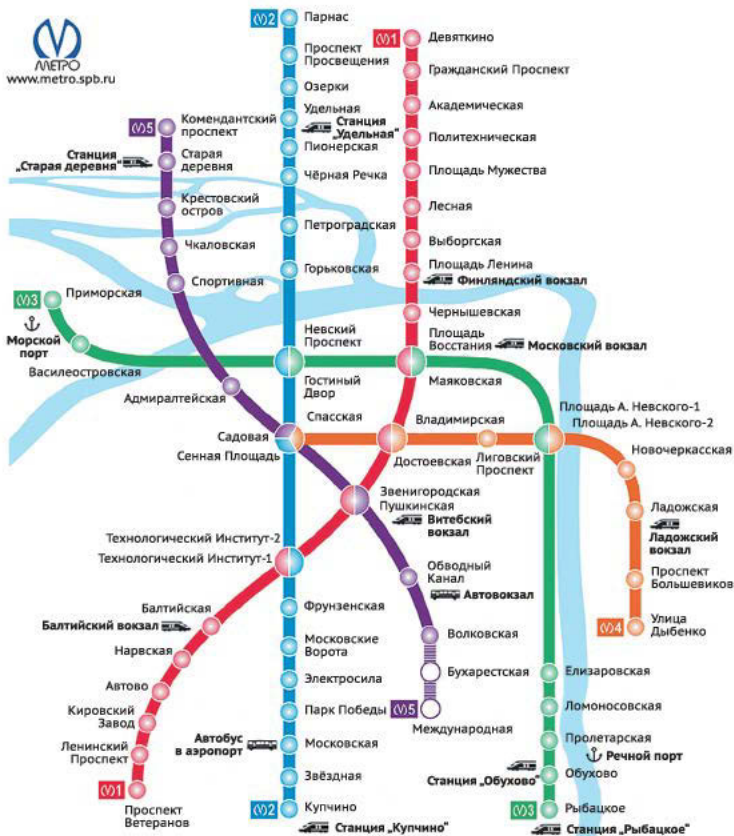 МЕТРО
www.metro.spb.ru
(М)2
Парнас
Проспект
Просвещения
Озерки
Удельная
Станция
„Удельная"
Пионерская
Чёрная Речка
Петроградская
Горьковская
Невский
Проспект
Гостиный
Двор
(М)1
Девяткино
Гражданский Проспект
Академическая
Политехническая
Площадь Мужества
Лесная
Выборгская
Площадь Ленина
Финляндский вокзал
Чернышевская
Площадь
Восстания
Московский вокзал
Маяковская
(М)5
Комендантский
проспект
Станция
„Старая деревня"
Старая
деревня
Крестовский
остров
Чкаловская
Спортивная
(М)3
Приморская
Морской
порт
Василеостровская
Адмиралтейская
Спасская
Садовая
Сенная Площадь
Владимирская
Достоевская
Лиговский
Проспект
Площадь А. Невского-1
Площадь А. Невского-2
Новочеркасская
Ладожская
Ладожский
вокзал
Проспект
Большевиков
(М)4
Улица
Дыбенко
Звенигородская
Пушкинская
Витебский
вокзал
Технологический Институт-2
Технологический Институт-1
Обводный
Канал
Автовокзал
Волковская
Бухарестская
(М)5
Международная
Балтийская
Балтийский вокзал
Нарвская
Автово
Кировский
Завод
Ленинский
Проспект
(М)1
Проспект
Ветеранов
Фрунзенская
Московские
Ворота
Электросила
Парк Победы
Автобус
в аэропорт
Московская
Звёздная
(М)2
Купчино
Станция „Купчино"
Елизаровская
Ломоносовская
Пролетарская
Речной порт
Станция „Обухово"
Обухово
(М)3
Рыбацкое
Станция „Рыбацкое"